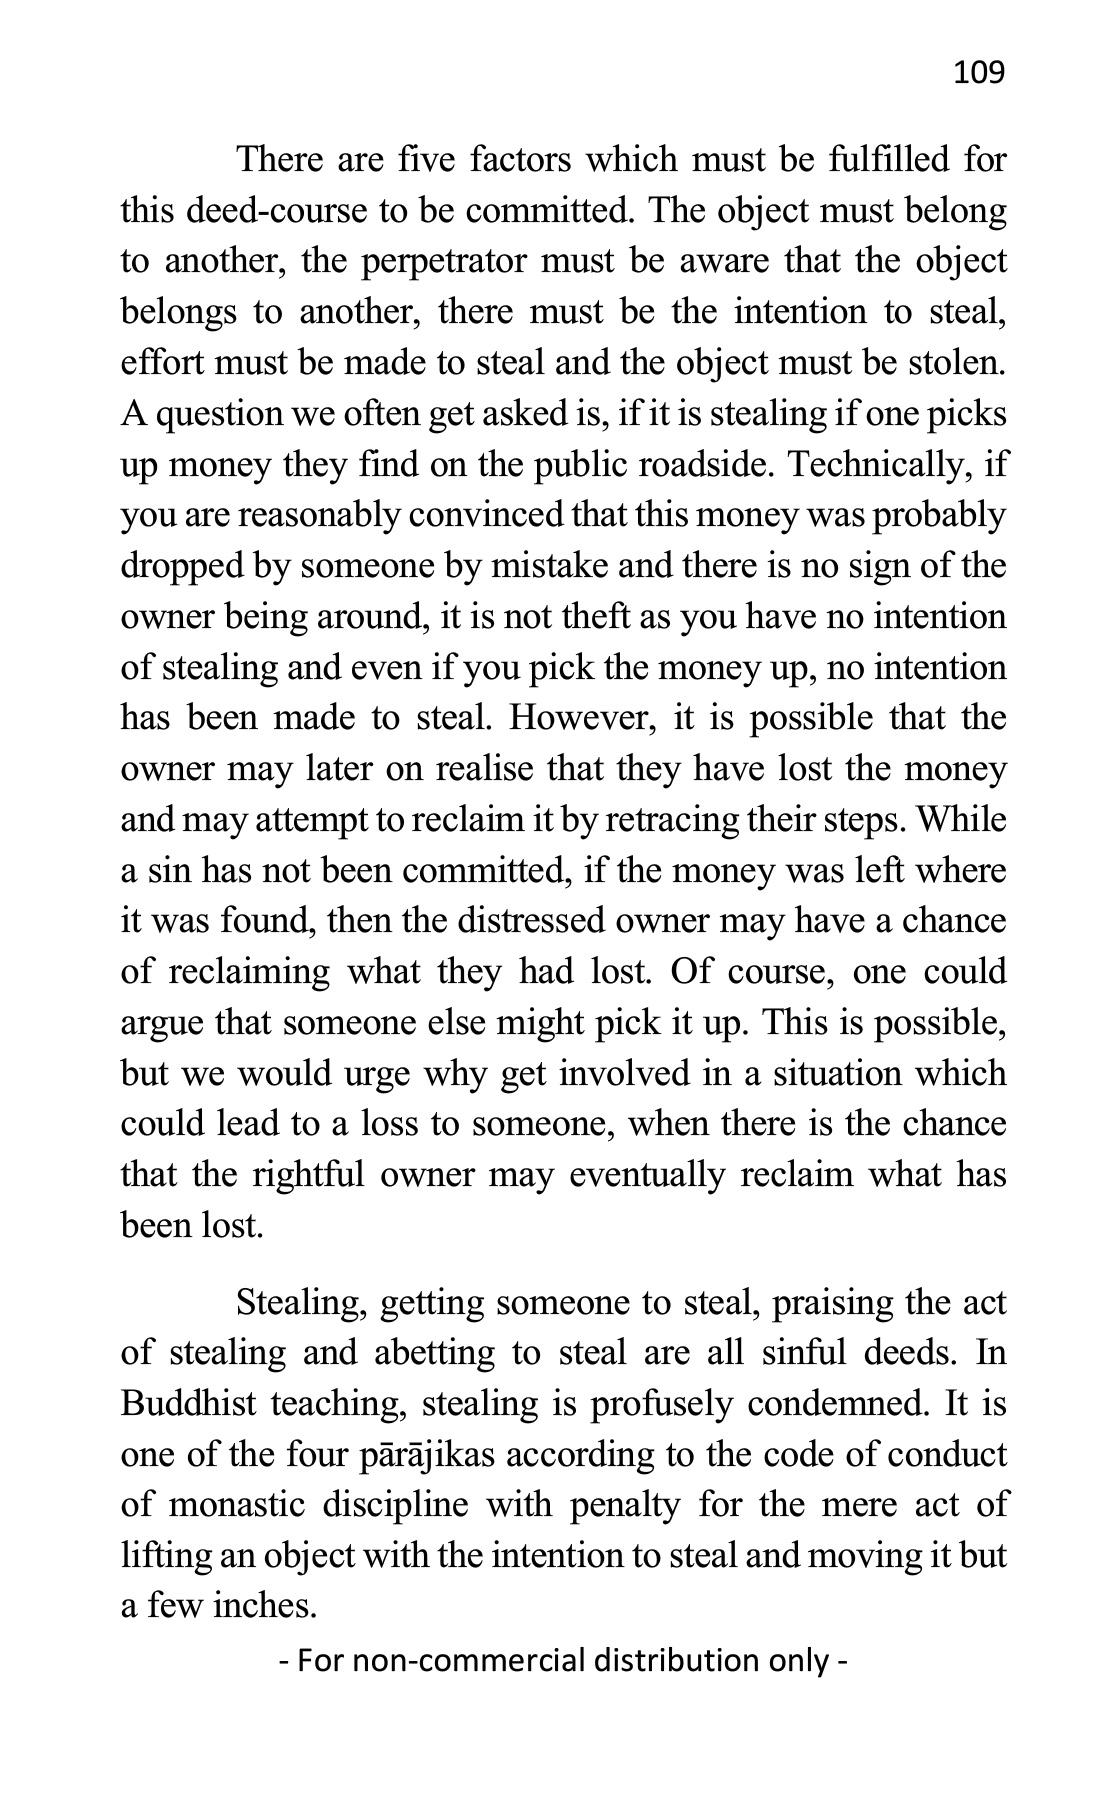 109
There are five factors which must be fulfilled for
this deed-course to be committed. The object must belong
to another, the perpetrator must be aware that the object
belongs to another, there must be the intention to steal,
effort must be made to steal and the object must be stolen.
A question we often get asked is, if it is stealing if one picks
up money they find on the public roadside. Technically, if
you are reasonably convinced that this money was probably
dropped by someone by mistake and there is no sign of the
owner being around, it is not theft as you have no intention
of stealing and even if you pick the money up, no intention
has been made to steal. However, it is possible that the
owner may later on realise that they have lost the money
and may attempt to reclaim it by retracing their steps. While
a sin has not been committed, if the money was left where
it was found, then the distressed owner may have a chance
of reclaiming what they had lost. Of course, one could
argue that someone else might pick it up. This is possible,
but we would urge why get involved in a situation which
could lead to a loss to someone, when there is the chance
that the rightful owner may eventually reclaim what has
been lost.
Stealing, getting someone to steal, praising the act
of stealing and abetting to steal are all sinful deeds. In
Buddhist teaching, stealing is profusely condemned. It is
one of the four pārājikas according to the code of conduct
of monastic discipline with penalty for the mere act of
lifting an object with the intention to steal and moving it but
a few inches.
- For non-commercial distribution only -